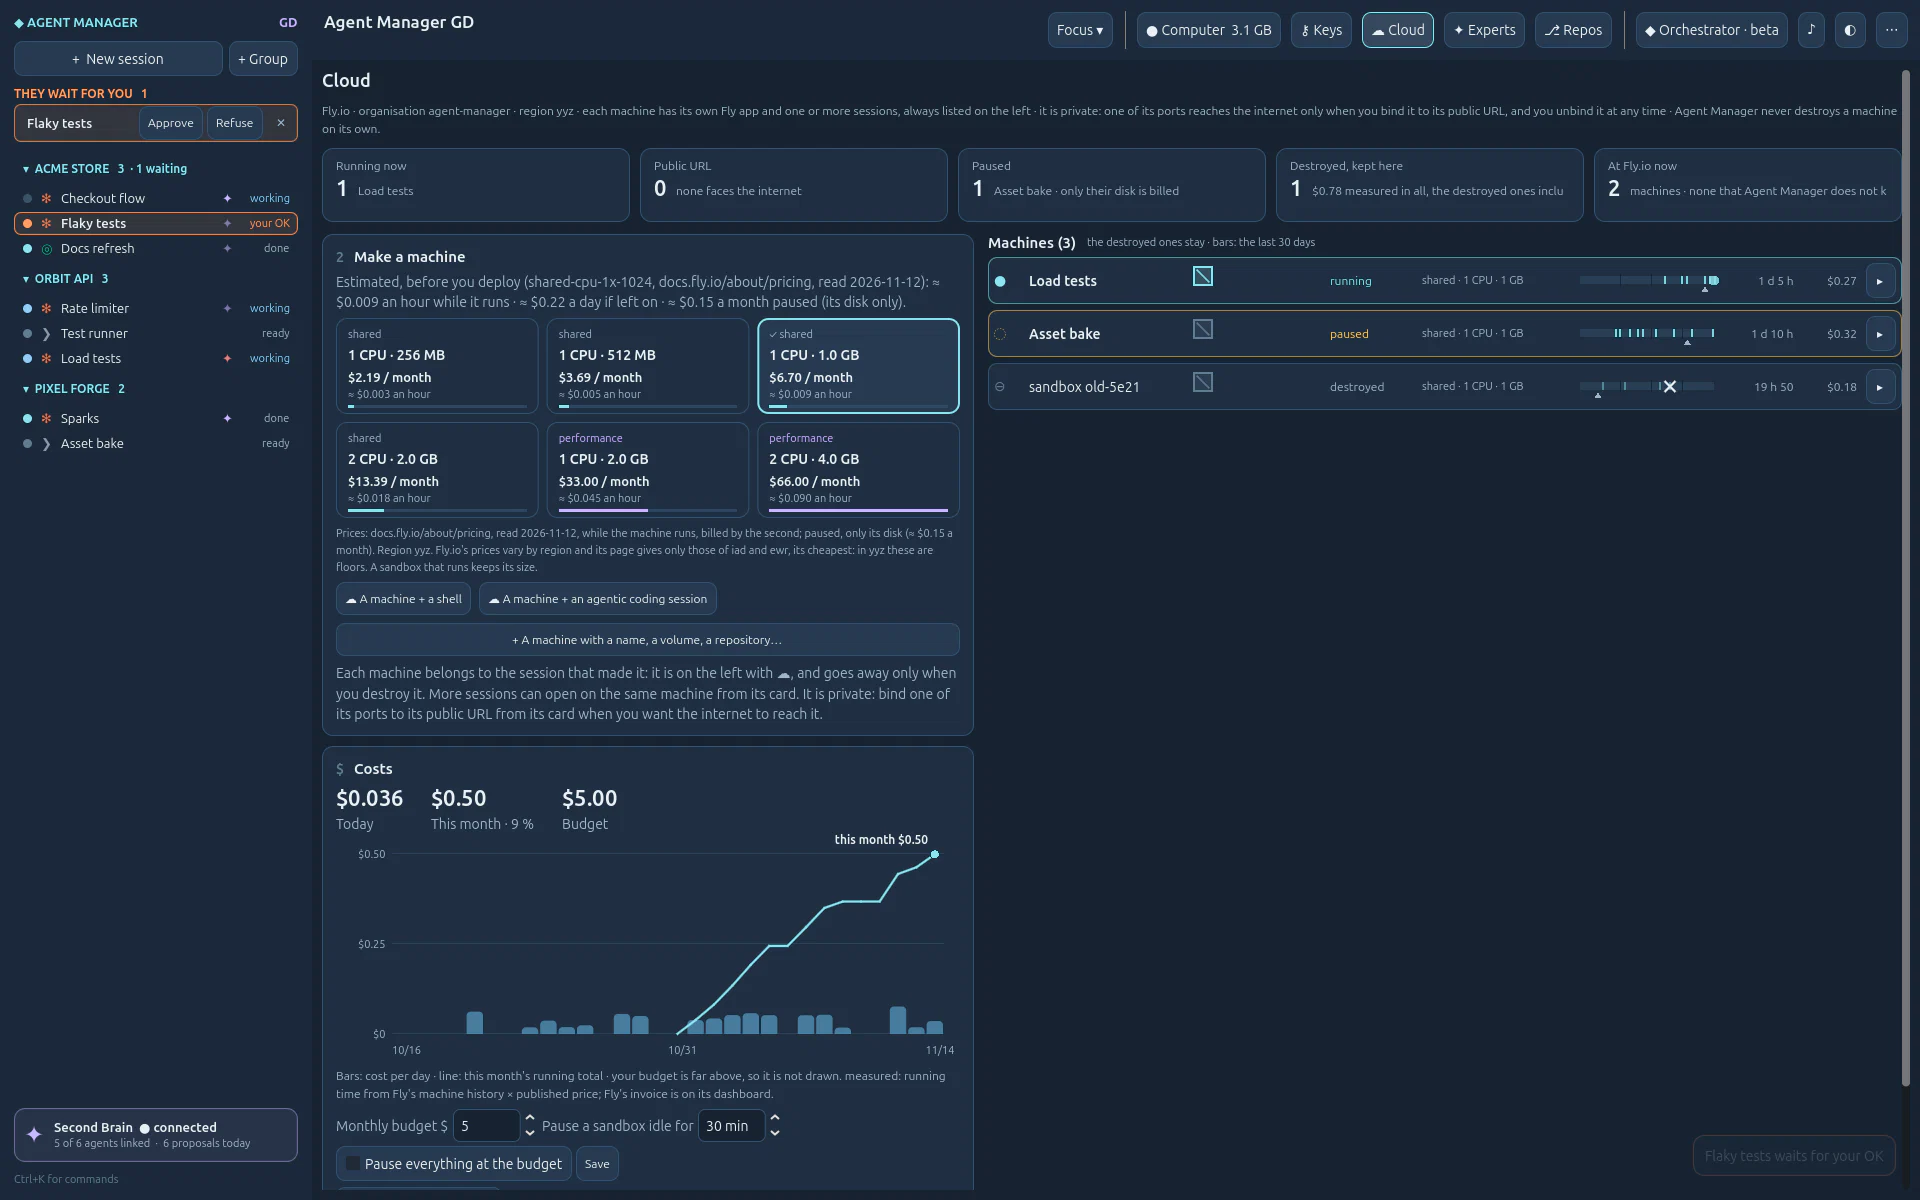 ◆ AGENT MANAGER GD
+ New session
+ Group
THEY WAIT FOR YOU 1
Flaky tests Approve Refuse ×
▾ ACME STORE 3 · 1 waiting
Checkout flow working
Flaky tests your OK
Docs refresh done
▾ ORBIT API 3
Rate limiter working
Test runner ready
Load tests working
▾ PIXEL FORGE 2
Sparks done
Asset bake ready
Second Brain ● connected
5 of 6 agents linked · 6 proposals today
Ctrl+K for commands
Agent Manager GD
Focus ▾
● Computer 3.1 GB
Keys
☁ Cloud
✦ Experts
Repos
◆ Orchestrator · beta
♪
◐
⋯
Cloud
Fly.io · organisation agent-manager · region yyz · each machine has its own Fly app and one or more sessions, always listed on the left · it is private: one of its ports reaches the internet only when you bind it to its public URL, and you unbind it at any time · Agent Manager never destroys a machine
on its own.
Running now
1 Load tests
Public URL
0 none faces the internet
Paused
1 Asset bake · only their disk is billed
Destroyed, kept here
1 $0.78 measured in all, the destroyed ones inclu
At Fly.io now
2 machines · none that Agent Manager does not k
2 Make a machine
Estimated, before you deploy (shared-cpu-1x-1024, docs.fly.io/about/pricing, read 2026-11-12): ≈
$0.009 an hour while it runs · ≈ $0.22 a day if left on · ≈ $0.15 a month paused (its disk only).
shared
1 CPU · 256 MB
$2.19 / month
≈ $0.003 an hour
shared
1 CPU · 512 MB
$3.69 / month
≈ $0.005 an hour
✓ shared
1 CPU · 1.0 GB
$6.70 / month
≈ $0.009 an hour
shared
2 CPU · 2.0 GB
$13.39 / month
≈ $0.018 an hour
performance
1 CPU · 2.0 GB
$33.00 / month
≈ $0.045 an hour
performance
2 CPU · 4.0 GB
$66.00 / month
≈ $0.090 an hour
Prices: docs.fly.io/about/pricing, read 2026-11-12, while the machine runs, billed by the second; paused, only its disk (≈ $0.15 a
month). Region yyz. Fly.io's prices vary by region and its page gives only those of iad and ewr, its cheapest: in yyz these are
floors. A sandbox that runs keeps its size.
☁ A machine + a shell
☁ A machine + an agentic coding session
+ A machine with a name, a volume, a repository…
Each machine belongs to the session that made it: it is on the left with ☁, and goes away only when
you destroy it. More sessions can open on the same machine from its card. It is private: bind one of
its ports to its public URL from its card when you want the internet to reach it.
$ Costs
$0.036 $0.50 $5.00
Today This month · 9 % Budget
this month $0.50
$0.50
$0.25
$0
10/16 10/31 11/14
Bars: cost per day · line: this month's running total · your budget is far above, so it is not drawn. measured: running
time from Fly's machine history × published price; Fly's invoice is on its dashboard.
Monthly budget $ 5 Pause a sandbox idle for 30 min
Pause everything at the budget Save
Machines (3) the destroyed ones stay · bars: the last 30 days
Load tests running shared · 1 CPU · 1 GB 1 d 5 h $0.27 ▸
Asset bake paused shared · 1 CPU · 1 GB 1 d 10 h $0.32 ▸
sandbox old-5e21 destroyed shared · 1 CPU · 1 GB 19 h 50 $0.18 ▸
Flaky tests waits for your OK